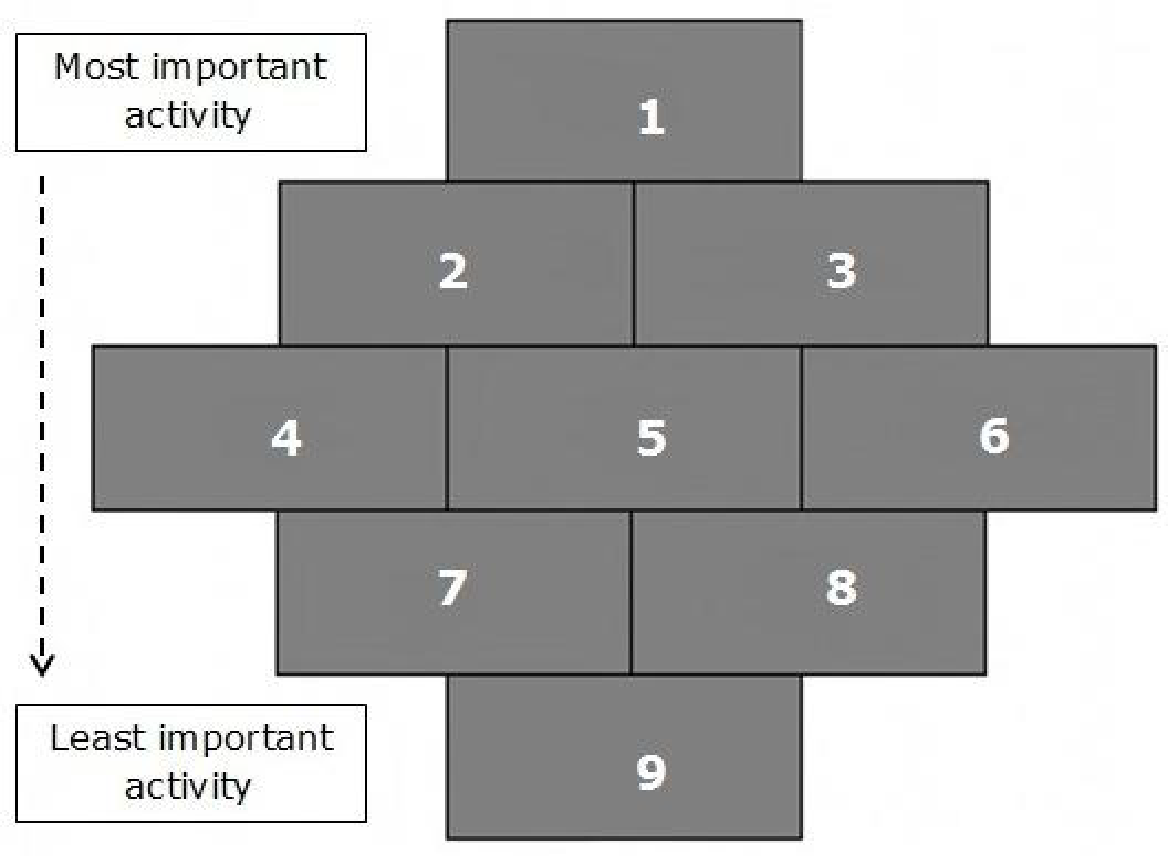 Most important
activity
1
2 3
4 5 6
7 8
Least important
activity
9